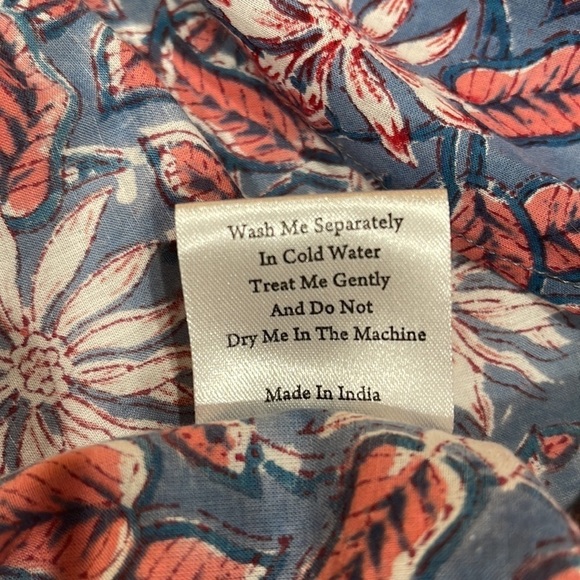 Wash Me Separately
In Cold Water
Treat Me Gently
And Do Not
Dry Me In The Machine
Made In India